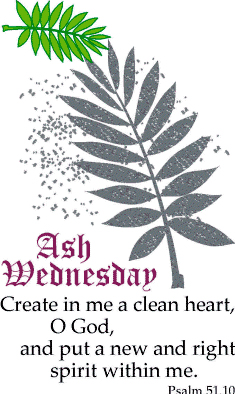 Ash
Wednesday
Create in me a clean heart,
O God,
and put a new and right
spirit within me.
Psalm 51.10